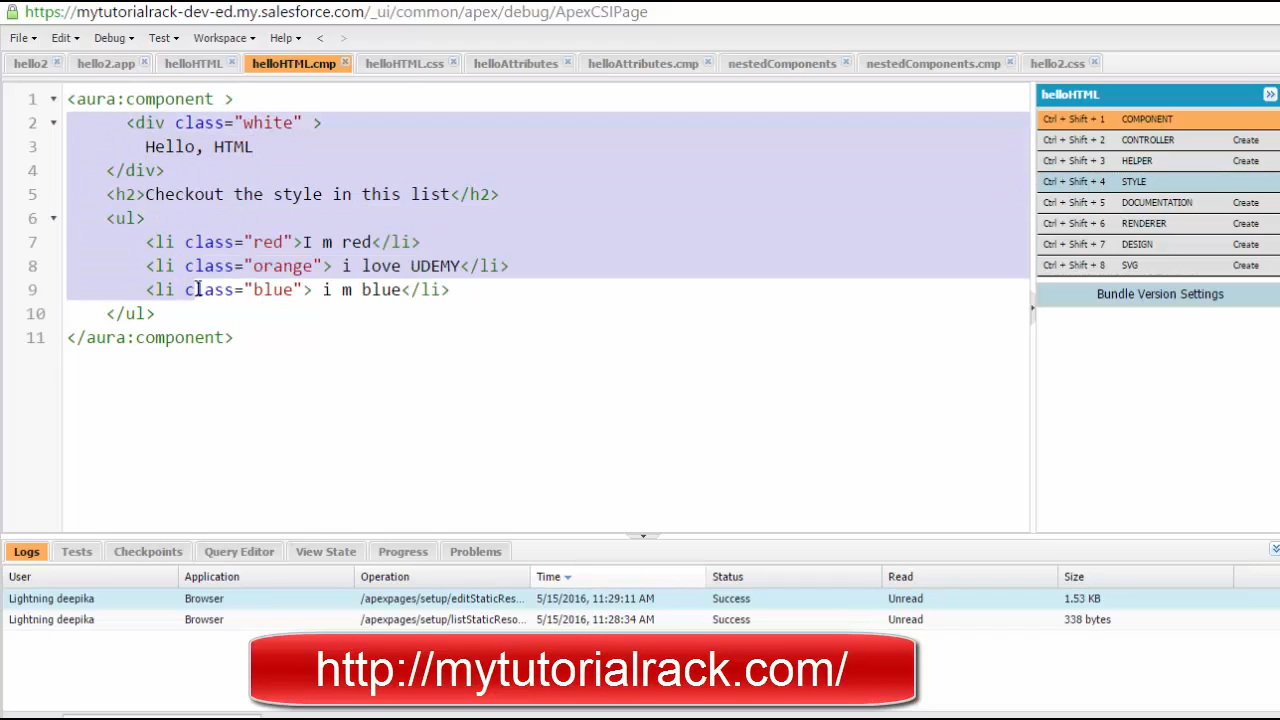 https://mytutorialrack-dev-ed.my.salesforce.com/_ui/common/apex/debug/ApexCSIPage
File Edit Debug Test Workspace Help < >
hello2 hello2.app helloHTML helloHTML.cmp helloHTML.css helloAttributes helloAttributes.cmp nestedComponents nestedComponents.cmp hello2.css
1 <aura:component >
2 <div class="white" >
3 Hello, HTML
4 </div>
5 <h2>Checkout the style in this list</h2>
6 <ul>
7 <li class="red">I m red</li>
8 <li class="orange"> i love UDEMY</li>
9 <li class="blue"> i m blue</li>
10 </ul>
11 </aura:component>
helloHTML
Ctrl + Shift + 1 COMPONENT
Ctrl + Shift + 2 CONTROLLER Create
Ctrl + Shift + 3 HELPER Create
Ctrl + Shift + 4 STYLE
Ctrl + Shift + 5 DOCUMENTATION Create
Ctrl + Shift + 6 RENDERER Create
Ctrl + Shift + 7 DESIGN Create
Ctrl + Shift + 8 SVG Create
Bundle Version Settings
Logs Tests Checkpoints Query Editor View State Progress Problems
User Application Operation Time Status Read Size
Lightning deepika Browser /apexpages/setup/editStaticRes... 5/15/2016, 11:29:11 AM Success Unread 1.53 KB
Lightning deepika Browser /apexpages/setup/listStaticReso... 5/15/2016, 11:28:34 AM Success Unread 338 bytes
http://mytutorialrack.com/